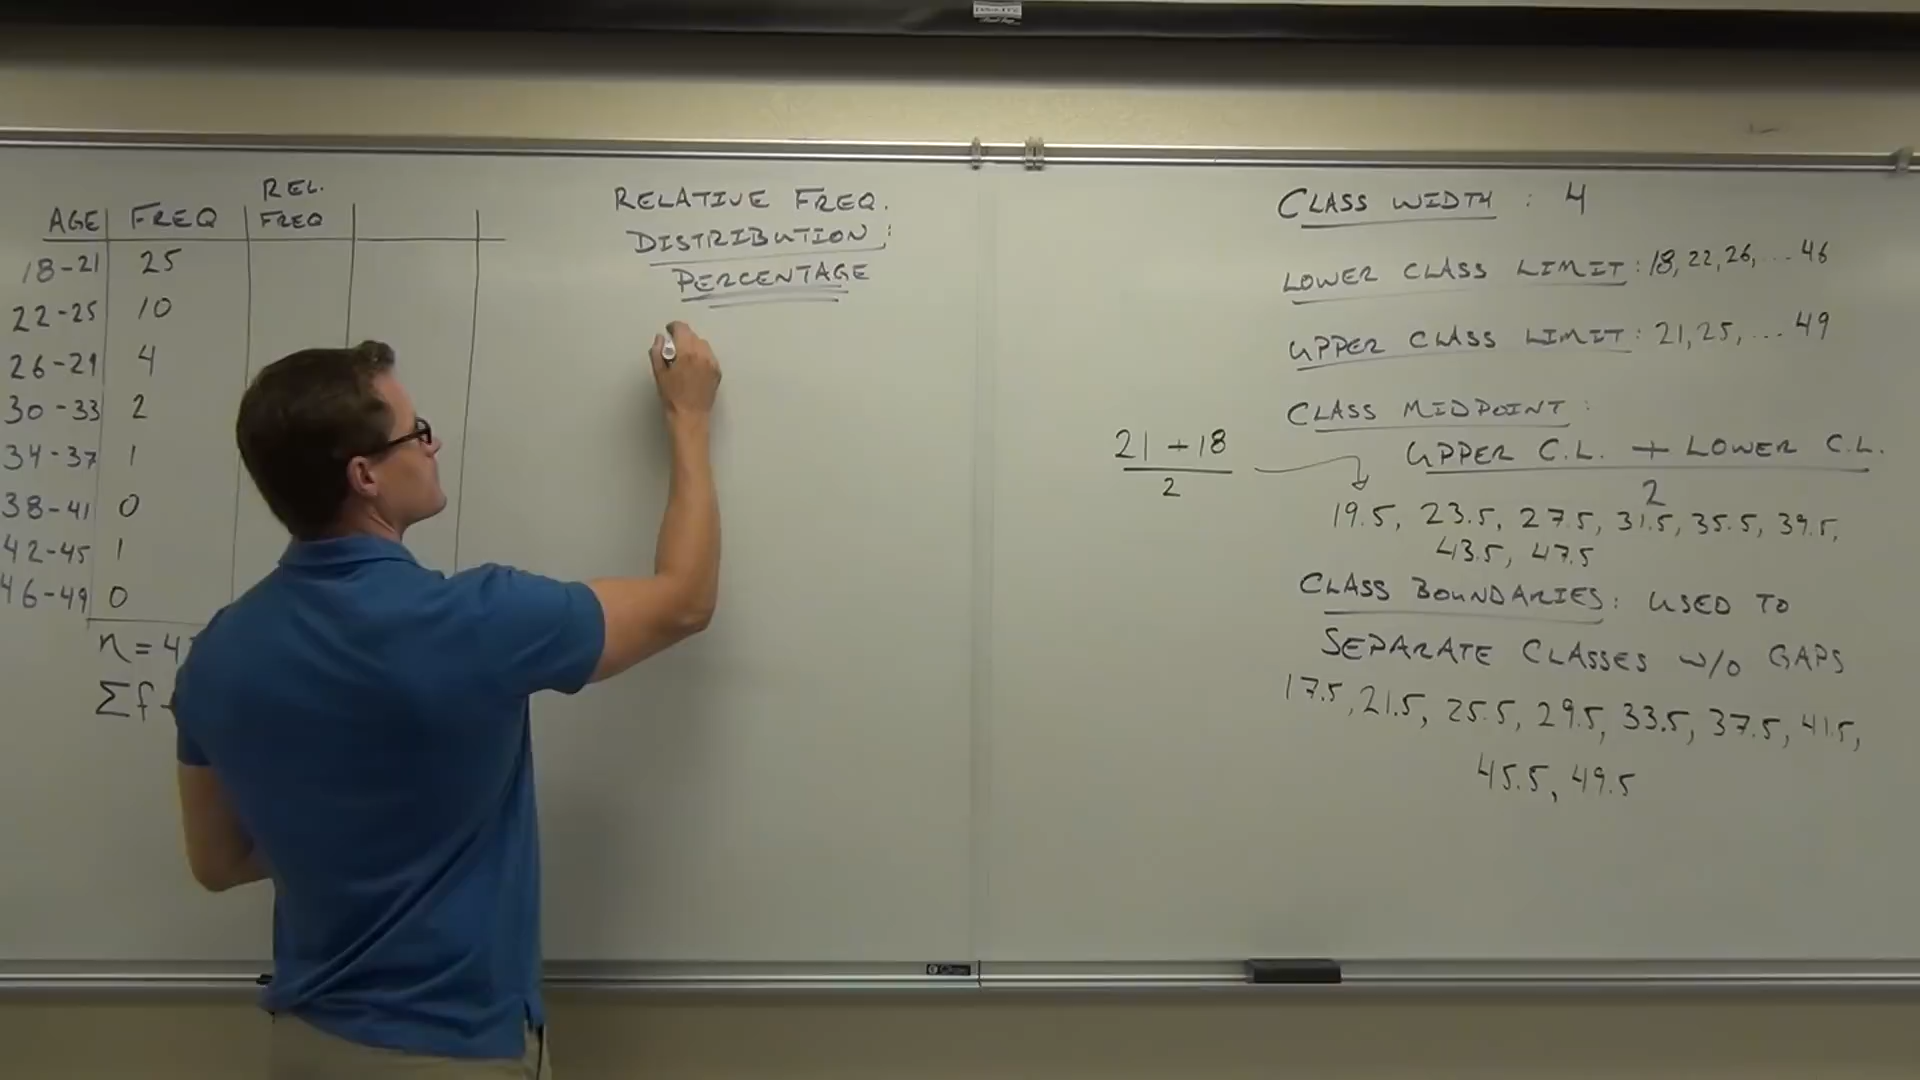 REL.
AGE FREQ FREQ
18-21 25
22-25 10
26-29 4
30-33 2
34-37 1
38-41 0
42-45 1
46-49 0
n = 4
Σf
RELATIVE FREQ.
DISTRIBUTION:
PERCENTAGE
CLASS WIDTH : 4
LOWER CLASS LIMIT: 18, 22, 26, ... 46
UPPER CLASS LIMIT: 21, 25, ... 49
CLASS MIDPOINT:
UPPER C.L. + LOWER C.L.
2
21 + 18
2
19.5, 23.5, 27.5, 31.5, 35.5, 39.5,
43.5, 47.5
CLASS BOUNDARIES: USED TO
SEPARATE CLASSES W/O GAPS
17.5, 21.5, 25.5, 29.5, 33.5, 37.5, 41.5,
45.5, 49.5